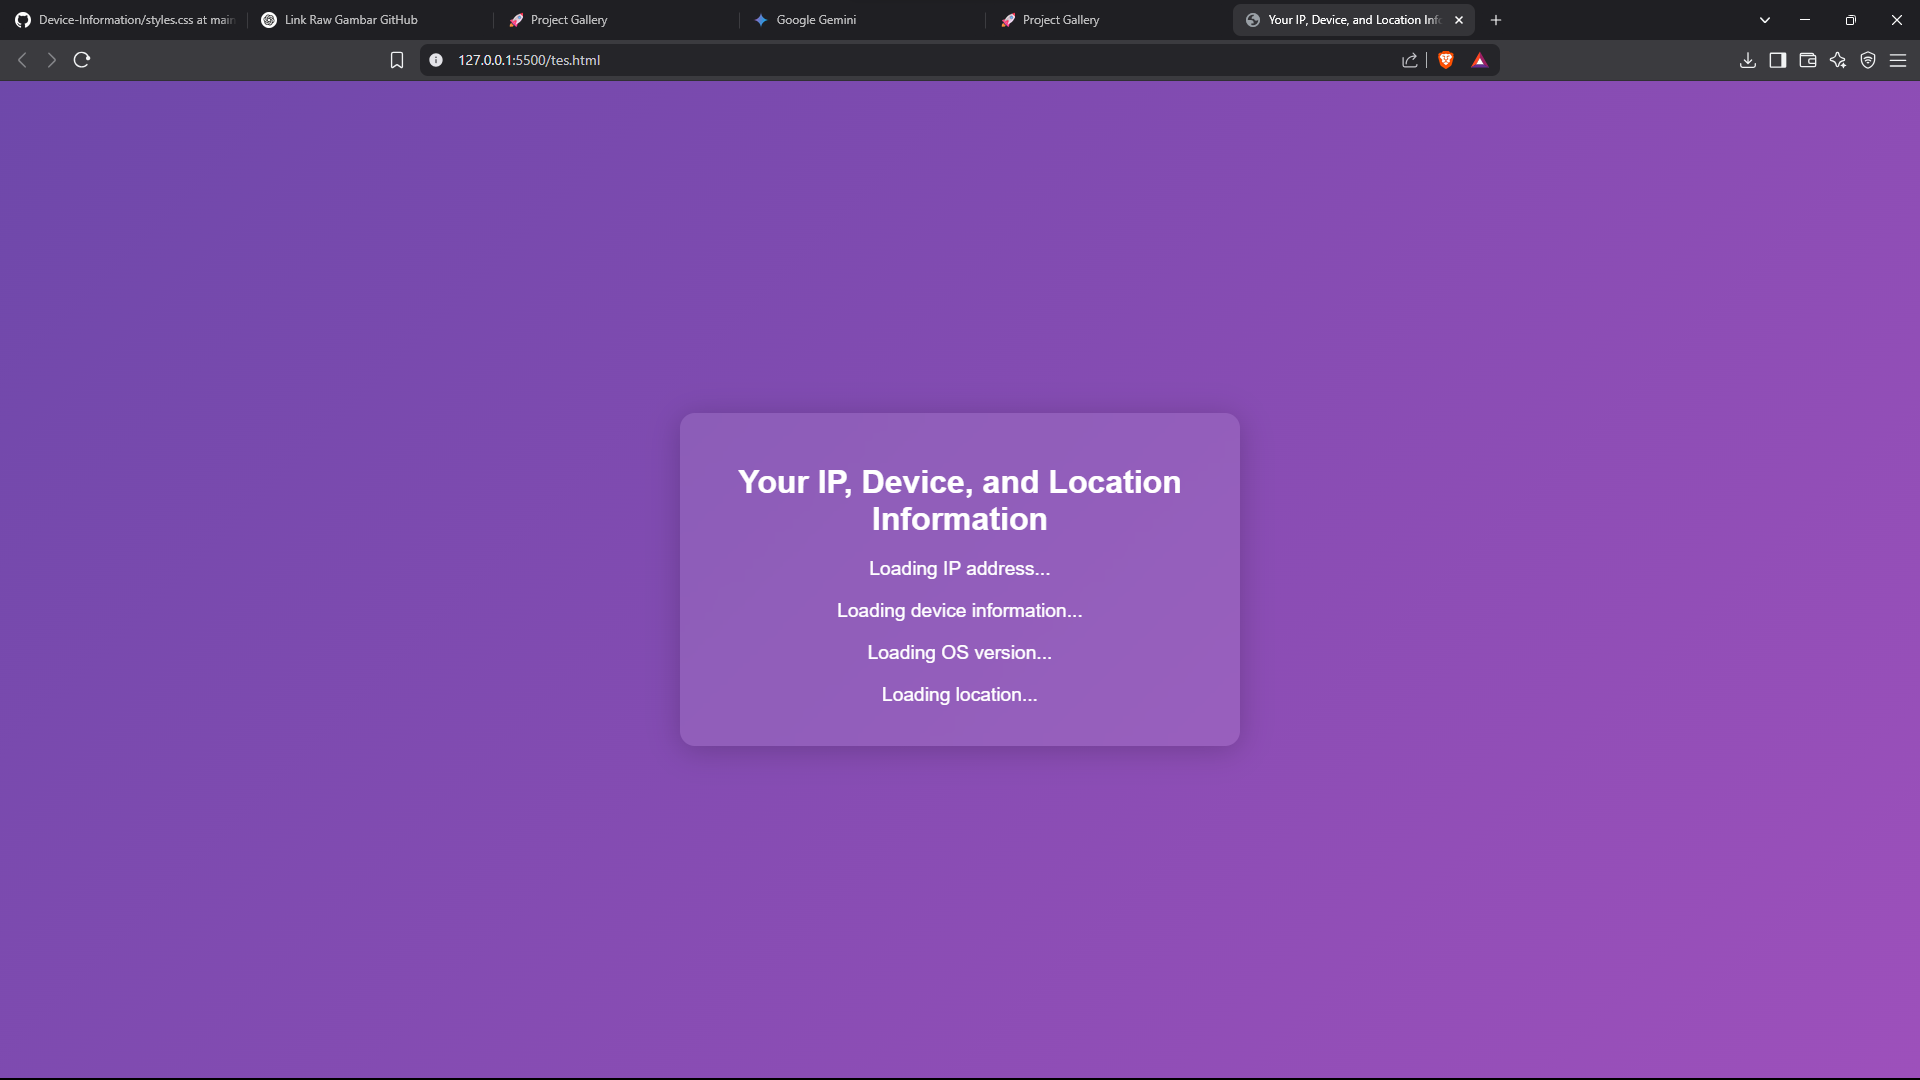 Device-Information/styles.css at main
Link Raw Gambar GitHub
Project Gallery
Google Gemini
Project Gallery
Your IP, Device, and Location Info
127.0.0.1:5500/tes.html
Your IP, Device, and Location
Information
Loading IP address...
Loading device information...
Loading OS version...
Loading location...